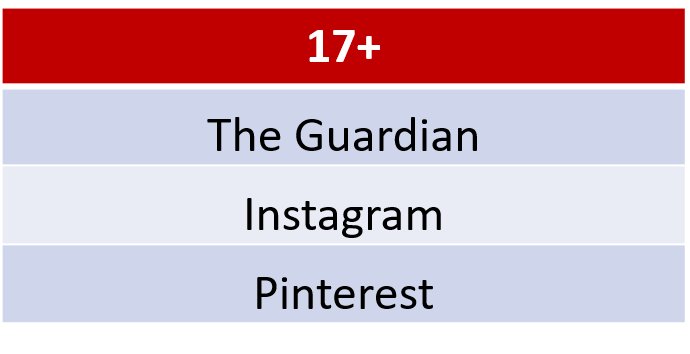 17+
The Guardian
Instagram
Pinterest